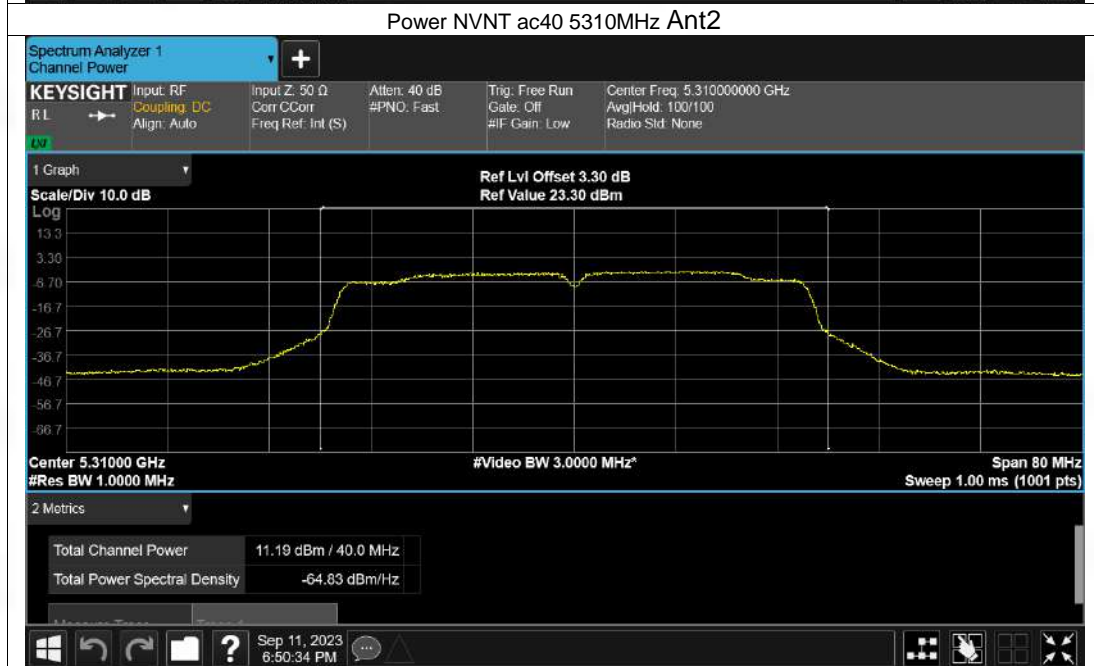 Power NVNT ac40 5310MHz Ant2
Spectrum Analyzer 1
Channel Power
KEYSIGHT Input: RF Input Z: 50 Ω Atten: 40 dB Trig: Free Run Center Freq: 5.310000000 GHz
RL Coupling: DC Corr CCorr #PNO: Fast Gate: Off Avg|Hold: 100/100
Align: Auto Freq Ref: Int (S) #IF Gain: Low Radio Std: None
LXI
1 Graph
Ref Lvl Offset 3.30 dB
Scale/Div 10.0 dB Ref Value 23.30 dBm
Log
13.3
3.30
-6.70
-16.7
-26.7
-36.7
-46.7
-56.7
-66.7
Center 5.31000 GHz #Video BW 3.0000 MHz* Span 80 MHz
#Res BW 1.0000 MHz Sweep 1.00 ms (1001 pts)
2 Metrics
Total Channel Power 11.19 dBm / 40.0 MHz
Total Power Spectral Density -64.83 dBm/Hz
Sep 11, 2023
6:50:34 PM